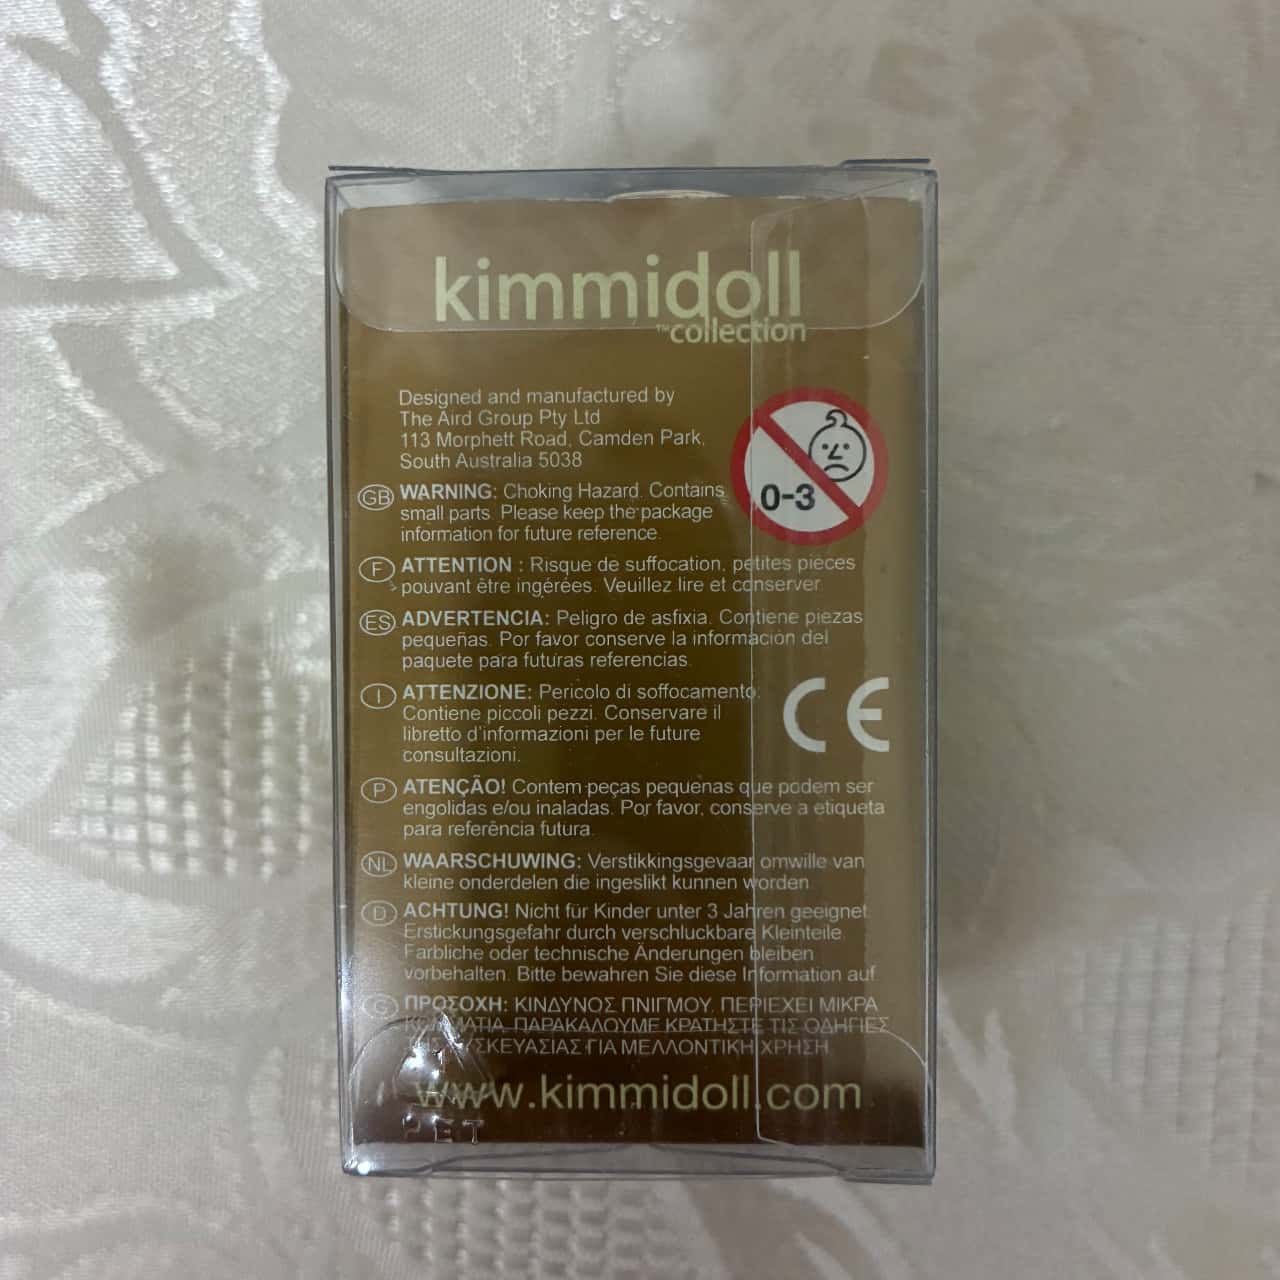 kimmidoll
™collection
Designed and manufactured by
The Aird Group Pty Ltd
113 Morphett Road, Camden Park,
South Australia 5038
0-3
GB WARNING: Choking Hazard. Contains
small parts. Please keep the package
information for future reference.
F ATTENTION : Risque de suffocation, petites pièces
pouvant être ingérées. Veuillez lire et conserver
ES ADVERTENCIA: Peligro de asfixia. Contiene piezas
pequeñas. Por favor conserve la información del
paquete para futuras referencias.
I ATTENZIONE: Pericolo di soffocamento.
Contiene piccoli pezzi. Conservare il
libretto d'informazioni per le future
consultazioni.
CE
P ATENÇÃO! Contem peças pequenas que podem ser
engolidas e/ou inaladas. Por favor, conserve a etiqueta
para referência futura.
NL WAARSCHUWING: Verstikkingsgevaar omwille van
kleine onderdelen die ingeslikt kunnen worden.
D ACHTUNG! Nicht für Kinder unter 3 Jahren geeignet.
Erstickungsgefahr durch verschluckbare Kleinteile.
Farbliche oder technische Änderungen bleiben
vorbehalten. Bitte bewahren Sie diese Information auf.
G ΠΡΟΣΟΧΗ: ΚΙΝΔΥΝΟΣ ΠΝΙΓΜΟΥ. ΠΕΡΙΕΧΕΙ ΜΙΚΡΑ
ΠΑΡΑΚΑΛΟΥΜΕ ΚΡΑΤΗΣΤΕ ΤΙΣ ΟΔΗΓΙΕΣ
ΓΙΑ ΜΕΛΛΟΝΤΙΚΗ ΧΡΗΣΗ
www.kimmidoll.com
PET